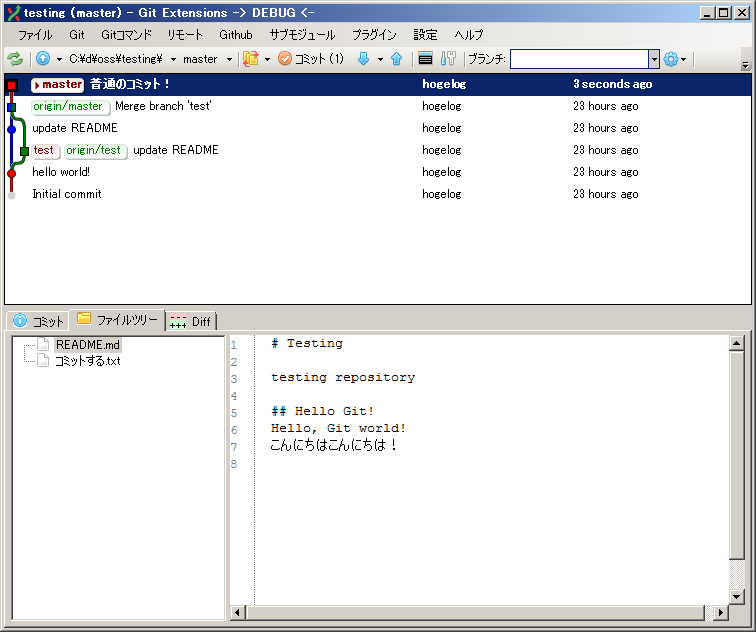 testing (master) - Git Extensions -> DEBUG <-
ファイル Git Gitコマンド リモート Github サブモジュール プラグイン 設定 ヘルプ
C:¥d¥oss¥testing¥ master コミット (1) ブランチ:
master 普通のコミット！ hogelog 3 seconds ago
origin/master Merge branch 'test' hogelog 23 hours ago
update README hogelog 23 hours ago
test origin/test update README hogelog 23 hours ago
hello world! hogelog 23 hours ago
Initial commit hogelog 23 hours ago
コミット ファイルツリー Diff
README.md
コミットする.txt
1 # Testing
2
3 testing repository
4
5 ## Hello Git!
6 Hello, Git world!
7 こんにちはこんにちは！
8